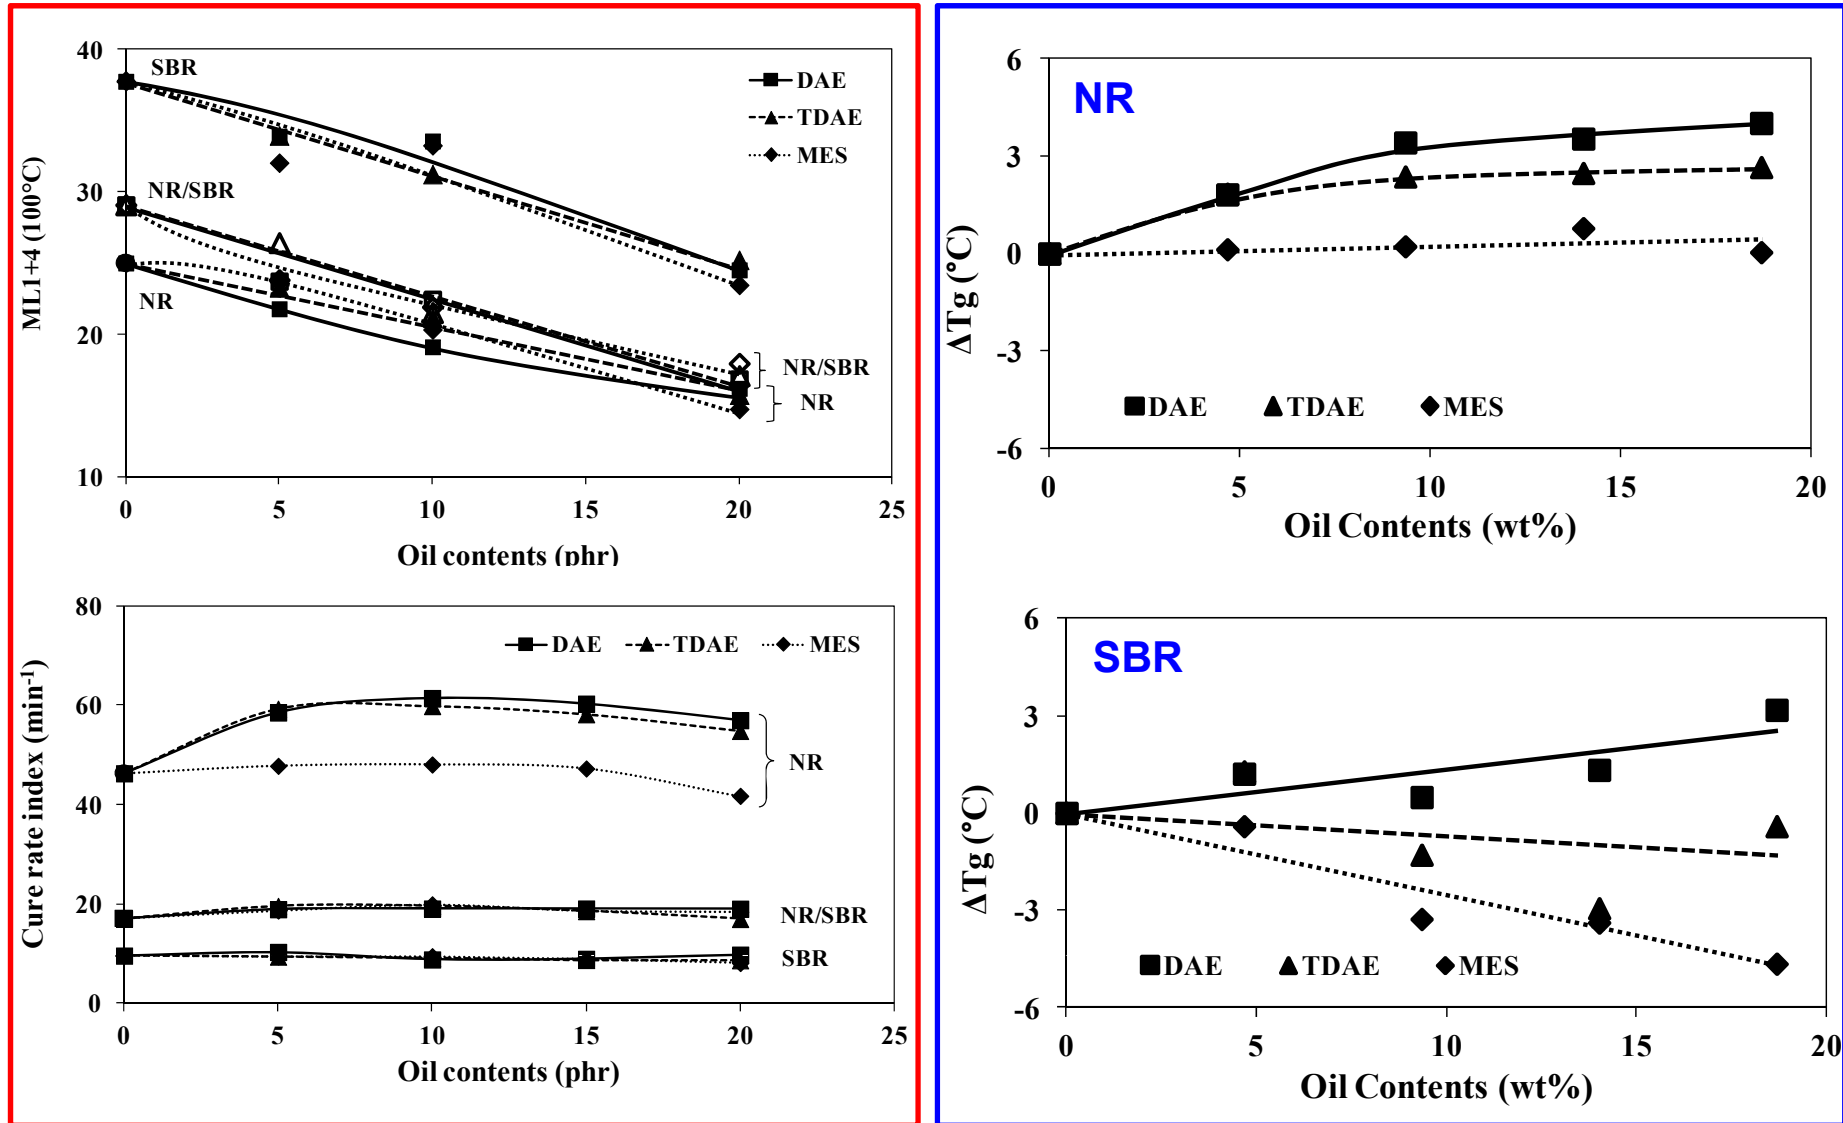 40
30
20
10
ML1+4 (100°C)
SBR
NR/SBR
NR
DAE
TDAE
MES
NR/SBR
NR
0 5 10 15 20 25
Oil contents (phr)
80
60
40
20
0
Cure rate index (min-1)
DAE TDAE MES
NR
NR/SBR
SBR
0 5 10 15 20 25
Oil contents (phr)
6
3
0
-3
-6
ΔTg (°C)
NR
DAE TDAE MES
0 5 10 15 20
Oil Contents (wt%)
6
3
0
-3
-6
ΔTg (°C)
SBR
DAE TDAE MES
0 5 10 15 20
Oil Contents (wt%)